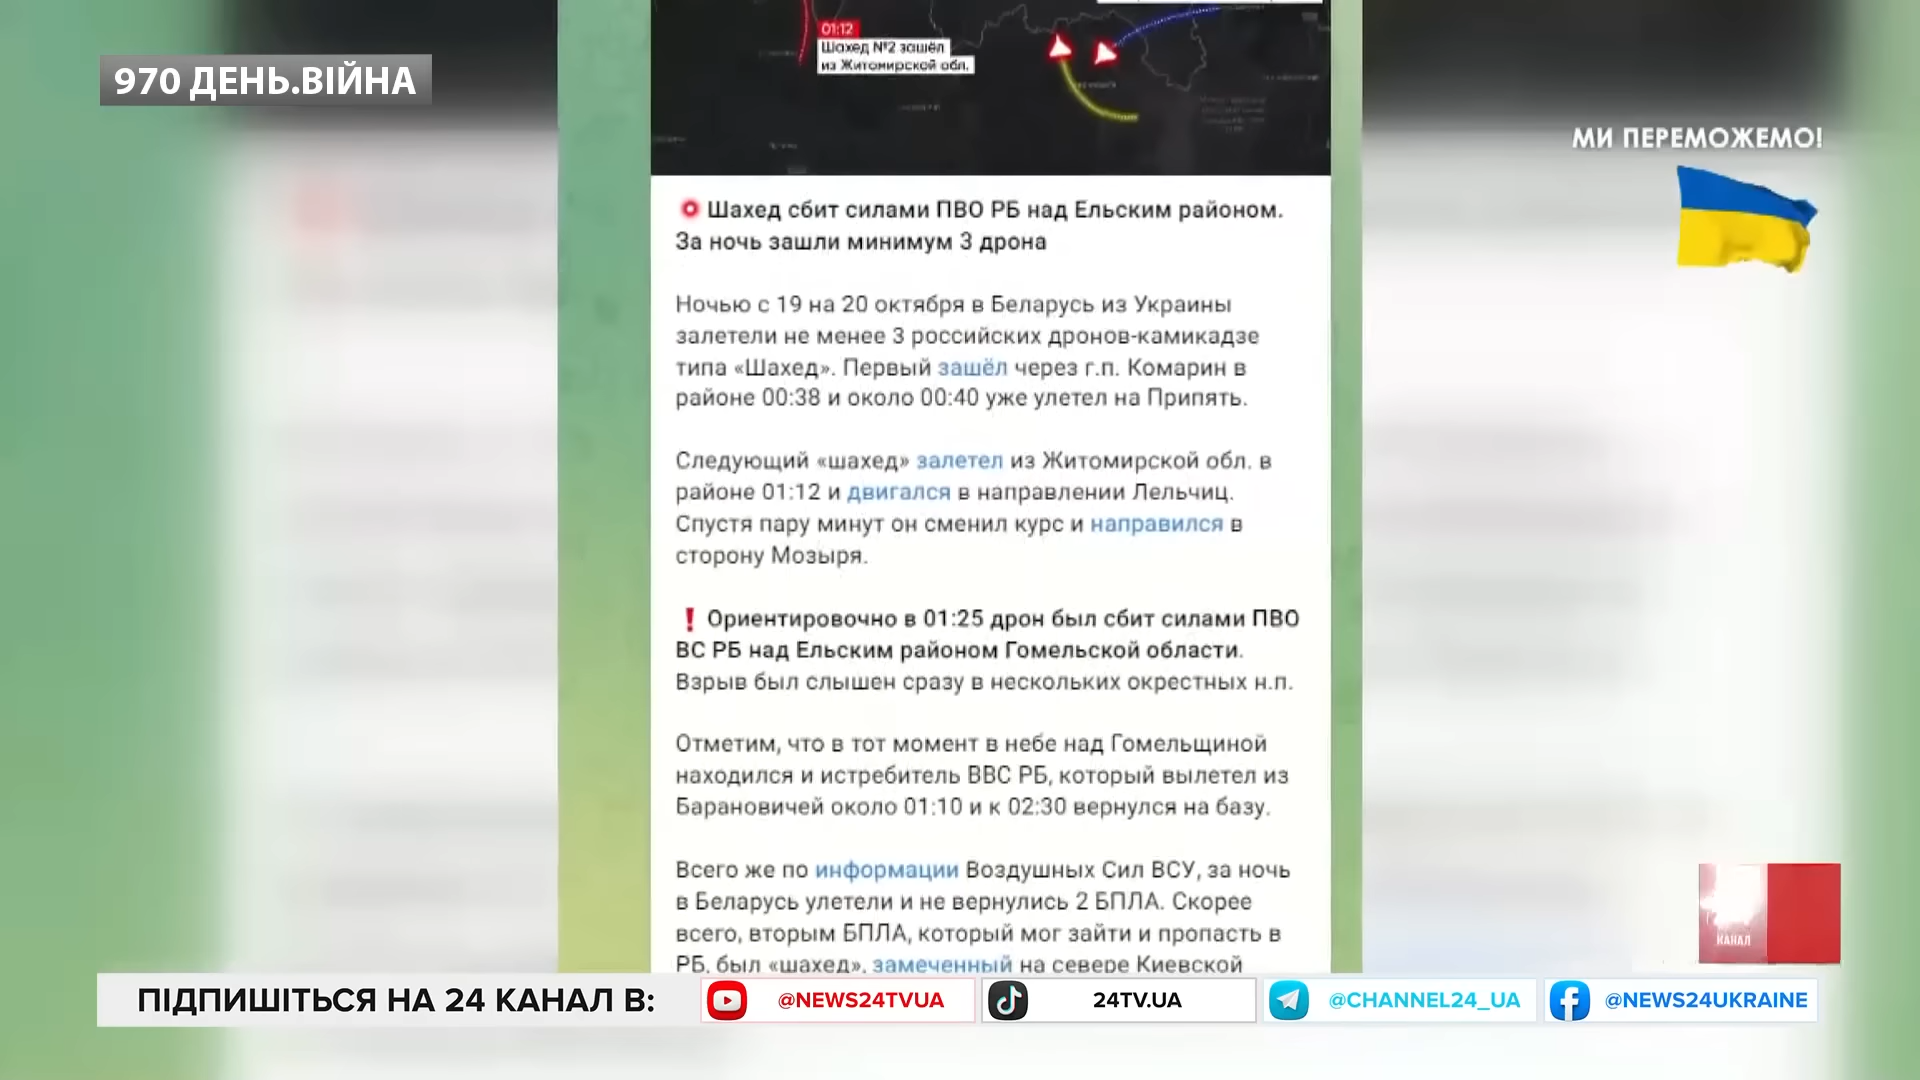 970 ДЕНЬ.ВІЙНА
МИ ПЕРЕМОЖЕМО!
01:12
Шахед №2 зашёл
из Житомирской обл.
Шахед сбит силами ПВО РБ над Ельским районом.
За ночь зашли минимум 3 дрона
Ночью с 19 на 20 октября в Беларусь из Украины
залетели не менее 3 российских дронов-камикадзе
типа «Шахед». Первый зашёл через г.п. Комарин в
районе 00:38 и около 00:40 уже улетел на Припять.
Следующий «шахед» залетел из Житомирской обл. в
районе 01:12 и двигался в направлении Лельчиц.
Спустя пару минут он сменил курс и направился в
сторону Мозыря.
❗ Ориентировочно в 01:25 дрон был сбит силами ПВО
ВС РБ над Ельским районом Гомельской области.
Взрыв был слышен сразу в нескольких окрестных н.п.
Отметим, что в тот момент в небе над Гомельщиной
находился и истребитель ВВС РБ, который вылетел из
Барановичей около 01:10 и к 02:30 вернулся на базу.
Всего же по информации Воздушных Сил ВСУ, за ночь
в Беларусь улетели и не вернулись 2 БПЛА. Скорее
всего, вторым БПЛА, который мог зайти и пропасть в
РБ, был «шахед», замеченный на севере Киевской
КАНАЛ
ПІДПИШІТЬСЯ НА 24 КАНАЛ В:
@NEWS24TVUA
24TV.UA
@CHANNEL24_UA
@NEWS24UKRAINE